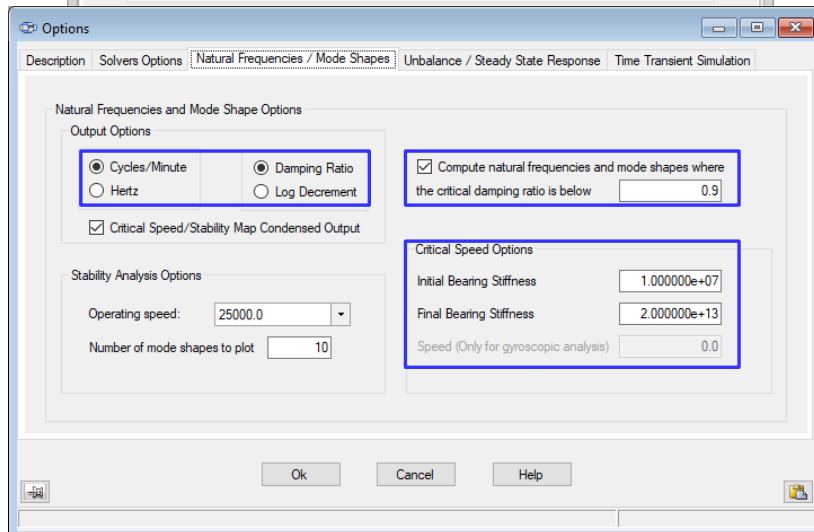 Options
Description Solvers Options Natural Frequencies / Mode Shapes Unbalance / Steady State Response Time Transient Simulation
Natural Frequencies and Mode Shape Options
Output Options
Cycles/Minute Damping Ratio
Hertz Log Decrement
Critical Speed/Stability Map Condensed Output
Compute natural frequencies and mode shapes where
the critical damping ratio is below 0.9
Stability Analysis Options
Operating speed: 25000.0
Number of mode shapes to plot 10
Critical Speed Options
Initial Bearing Stiffness 1.000000e+07
Final Bearing Stiffness 2.000000e+13
Speed (Only for gyroscopic analysis) 0.0
Ok Cancel Help